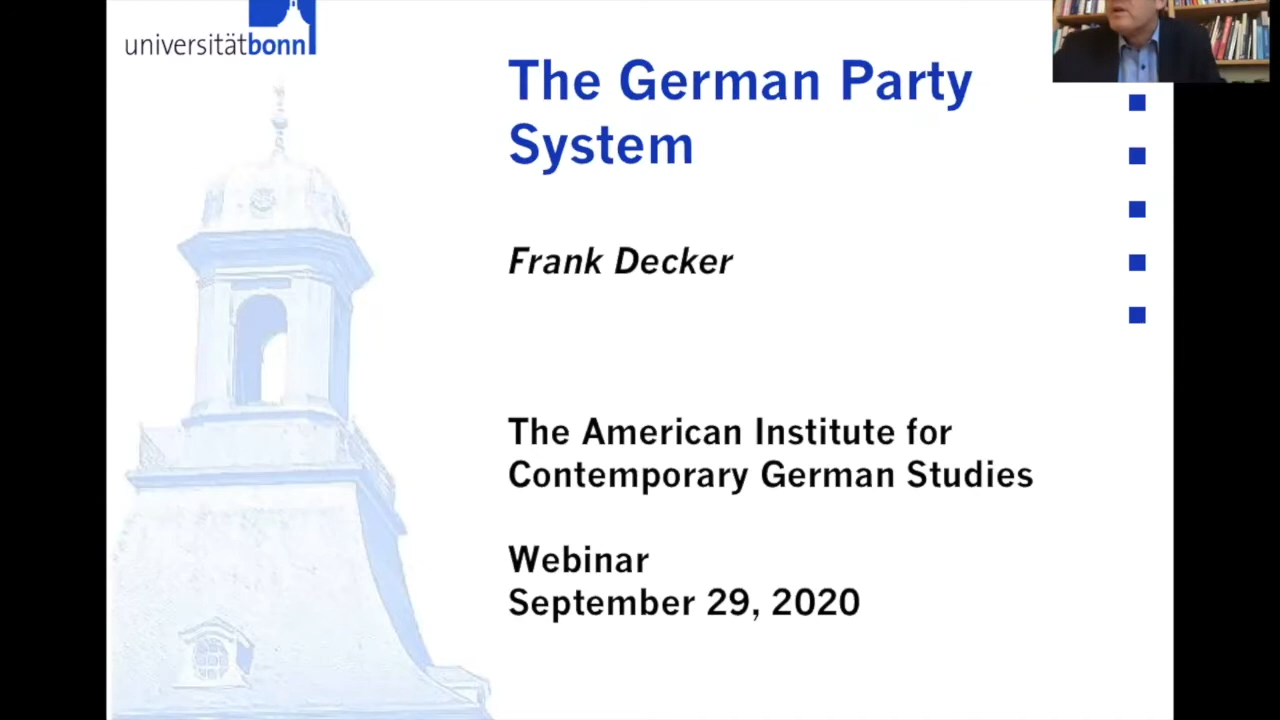 universitätbonn
The German Party
System
Frank Decker
The American Institute for
Contemporary German Studies
Webinar
September 29, 2020